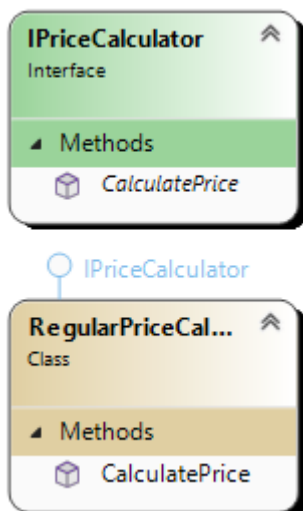 IPriceCalculator
Interface
Methods
CalculatePrice
IPriceCalculator
RegularPriceCal...
Class
Methods
CalculatePrice